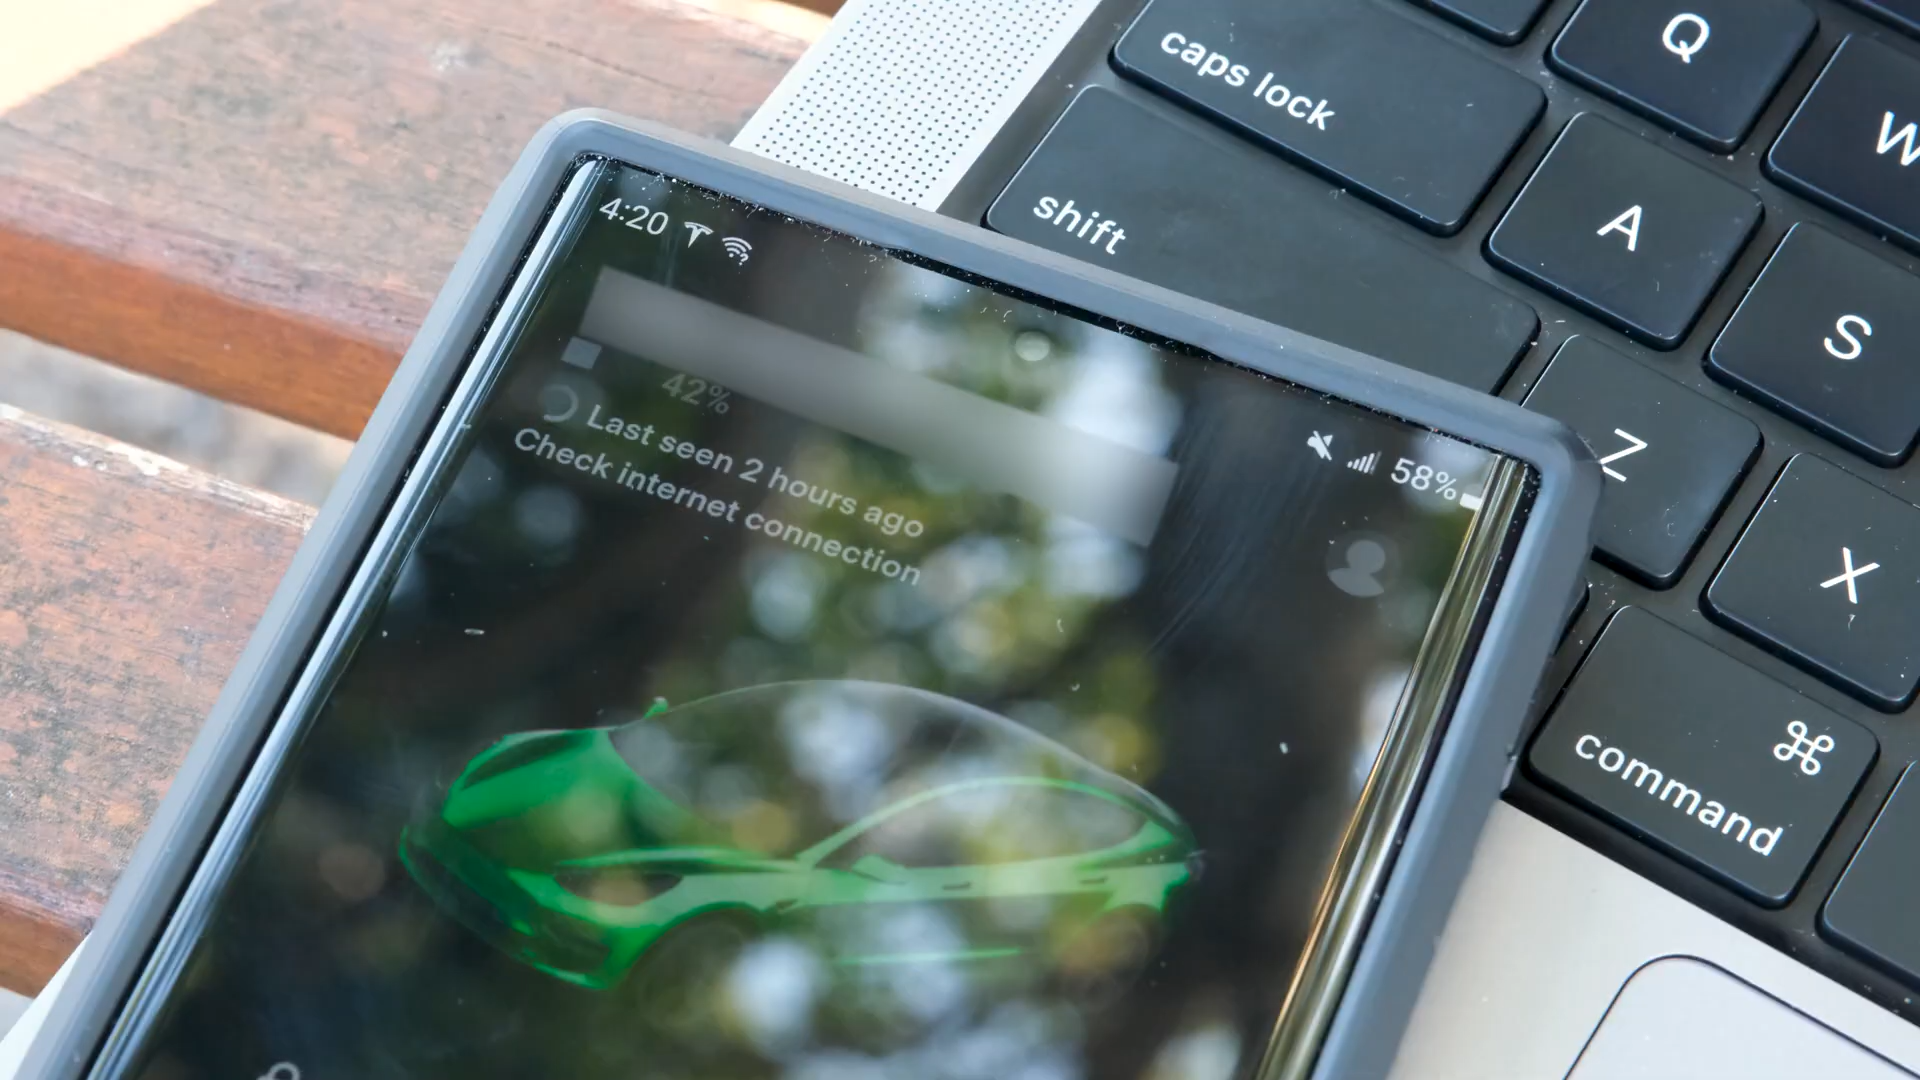 4:20
58%
42%
Last seen 2 hours ago
Check internet connection
caps lock
shift
Q
W
A
S
Z
X
⌘
command